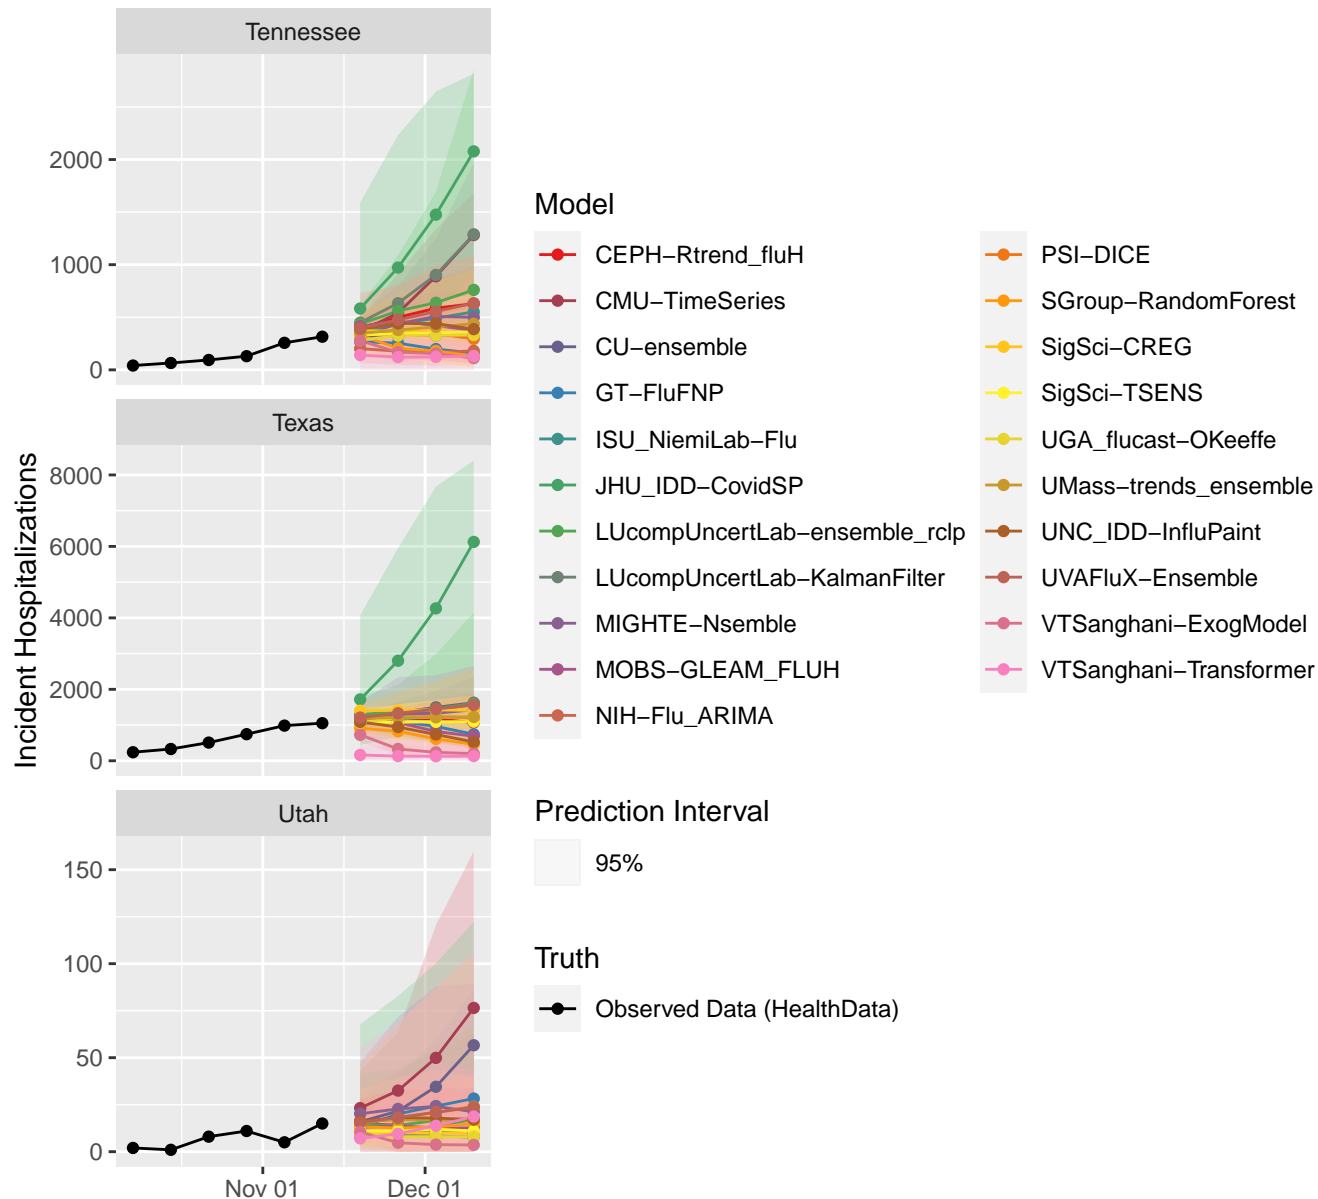 Tennessee
2000
1000
0
Texas
8000
6000
4000
2000
0
Utah
150
100
50
0
Nov 01
Dec 01
Incident Hospitalizations
Model
CEPH−Rtrend_fluH
CMU−TimeSeries
CU−ensemble
GT−FluFNP
ISU_NiemiLab−Flu
JHU_IDD−CovidSP
LUcompUncertLab−ensemble_rclp
LUcompUncertLab−KalmanFilter
MIGHTE−Nsemble
MOBS−GLEAM_FLUH
NIH−Flu_ARIMA
PSI−DICE
SGroup−RandomForest
SigSci−CREG
SigSci−TSENS
UGA_flucast−OKeeffe
UMass−trends_ensemble
UNC_IDD−InfluPaint
UVAFluX−Ensemble
VTSanghani−ExogModel
VTSanghani−Transformer
Prediction Interval
95%
Truth
Observed Data (HealthData)